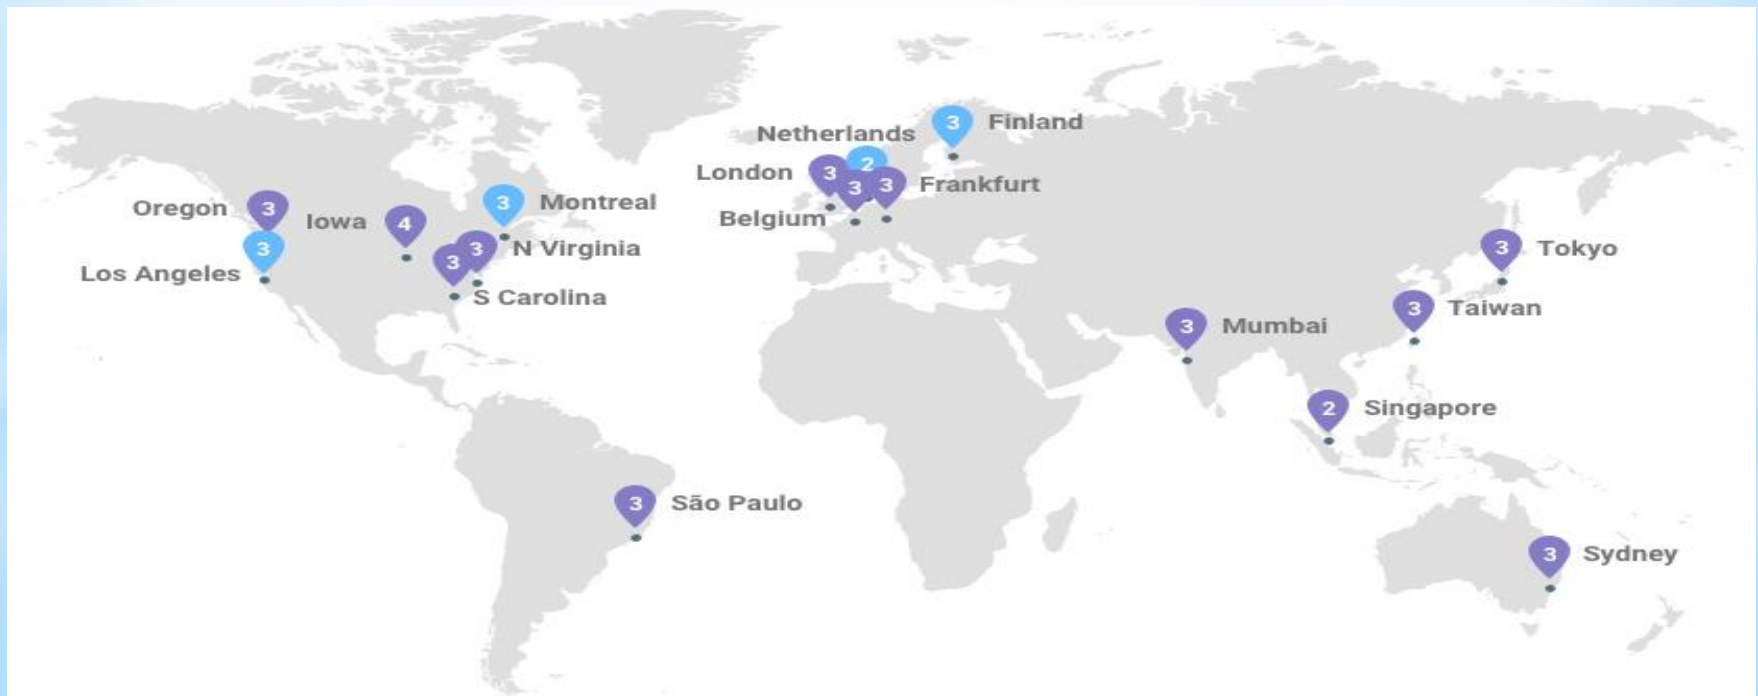 3 Finland
Netherlands 2
London 3
3
3 Frankfurt
Belgium
Oregon 3
Iowa 4
3 Montreal
3 N Virginia
Los Angeles 3
3 S Carolina
3 Tokyo
3 Taiwan
3 Mumbai
2 Singapore
3 São Paulo
3 Sydney